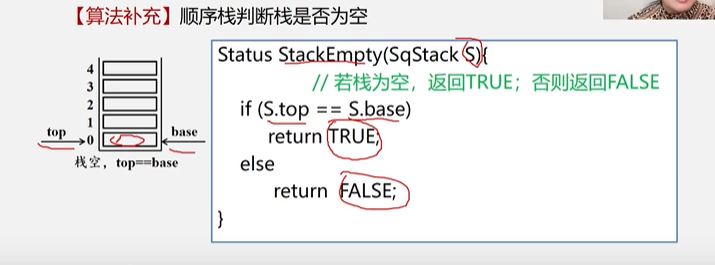 【算法补充】顺序栈判断栈是否为空
4
3
2
1
0
top
base
栈空，top==base
Status StackEmpty(SqStack S){
// 若栈为空，返回TRUE；否则返回FALSE
if (S.top == S.base)
return TRUE;
else
return FALSE;
}